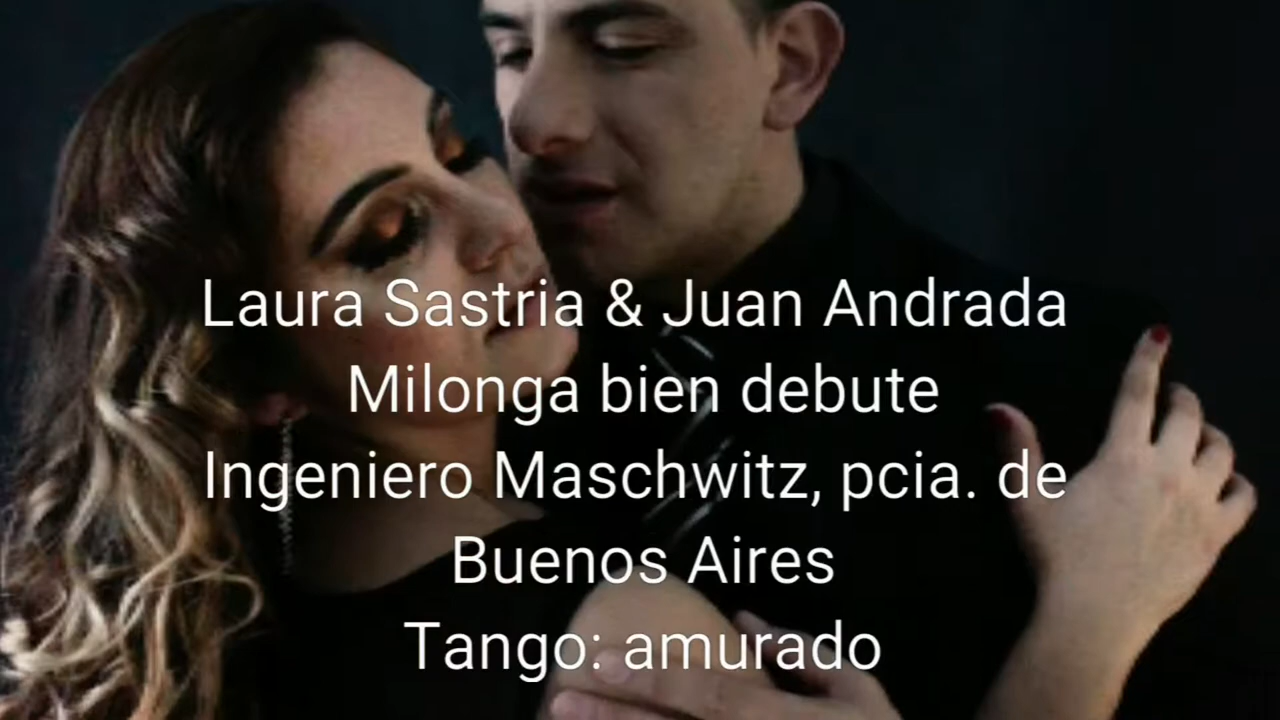 Laura Sastria & Juan Andrada
Milonga bien debute
Ingeniero Maschwitz, pcia. de
Buenos Aires
Tango: amurado